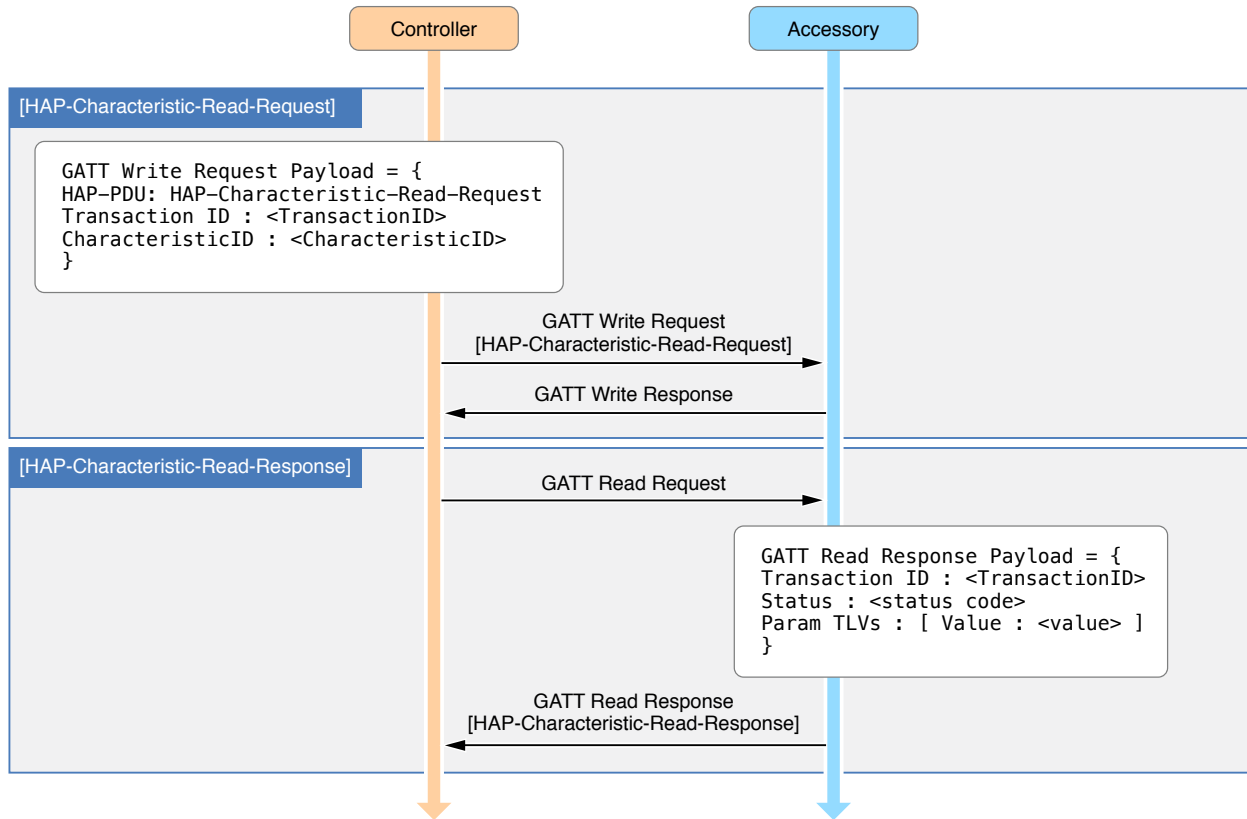 Controller
Accessory
[HAP-Characteristic-Read-Request]
GATT Write Request Payload = {
HAP-PDU: HAP-Characteristic-Read-Request
Transaction ID : <TransactionID>
CharacteristicID : <CharacteristicID>
}
GATT Write Request
[HAP-Characteristic-Read-Request]
GATT Write Response
[HAP-Characteristic-Read-Response]
GATT Read Request
GATT Read Response Payload = {
Transaction ID : <TransactionID>
Status : <status code>
Param TLVs : [ Value : <value> ]
}
GATT Read Response
[HAP-Characteristic-Read-Response]